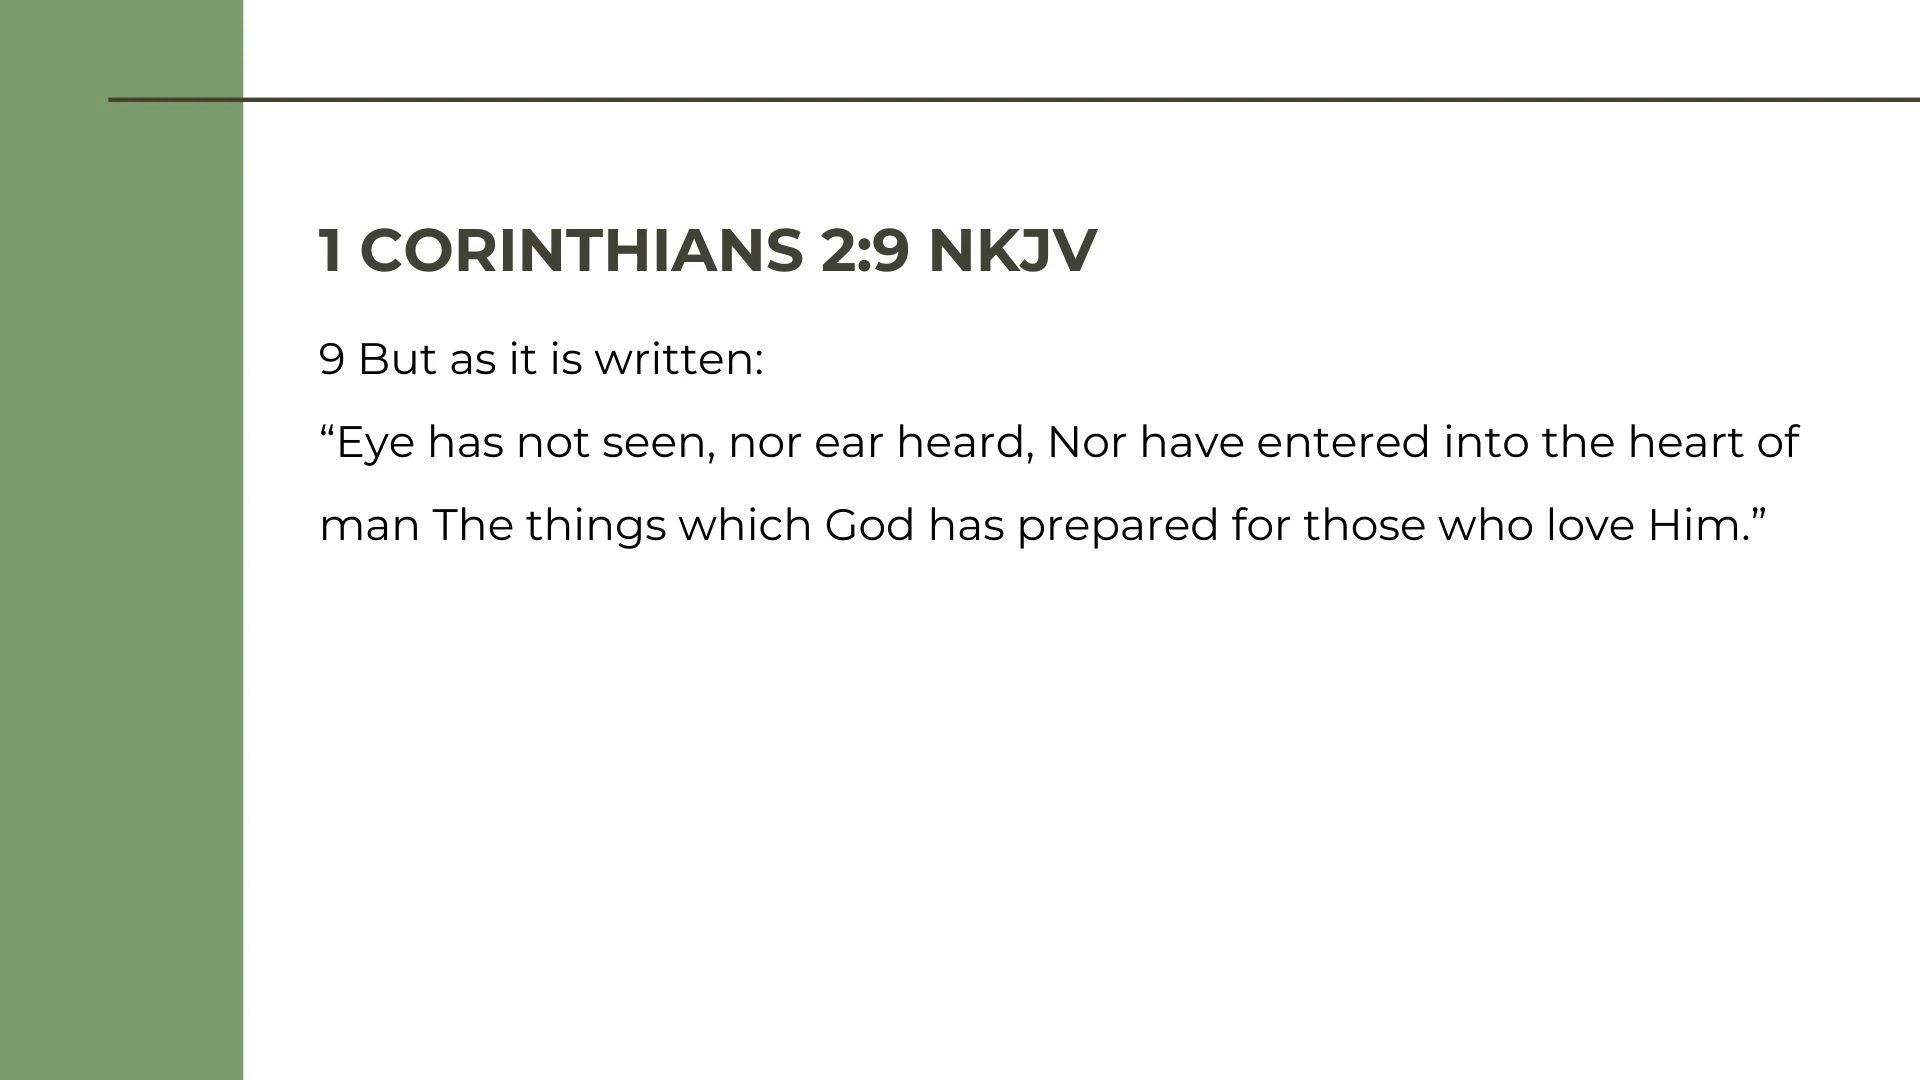 1 CORINTHIANS 2:9 NKJV
9 But as it is written:
“Eye has not seen, nor ear heard, Nor have entered into the heart of
man The things which God has prepared for those who love Him.”